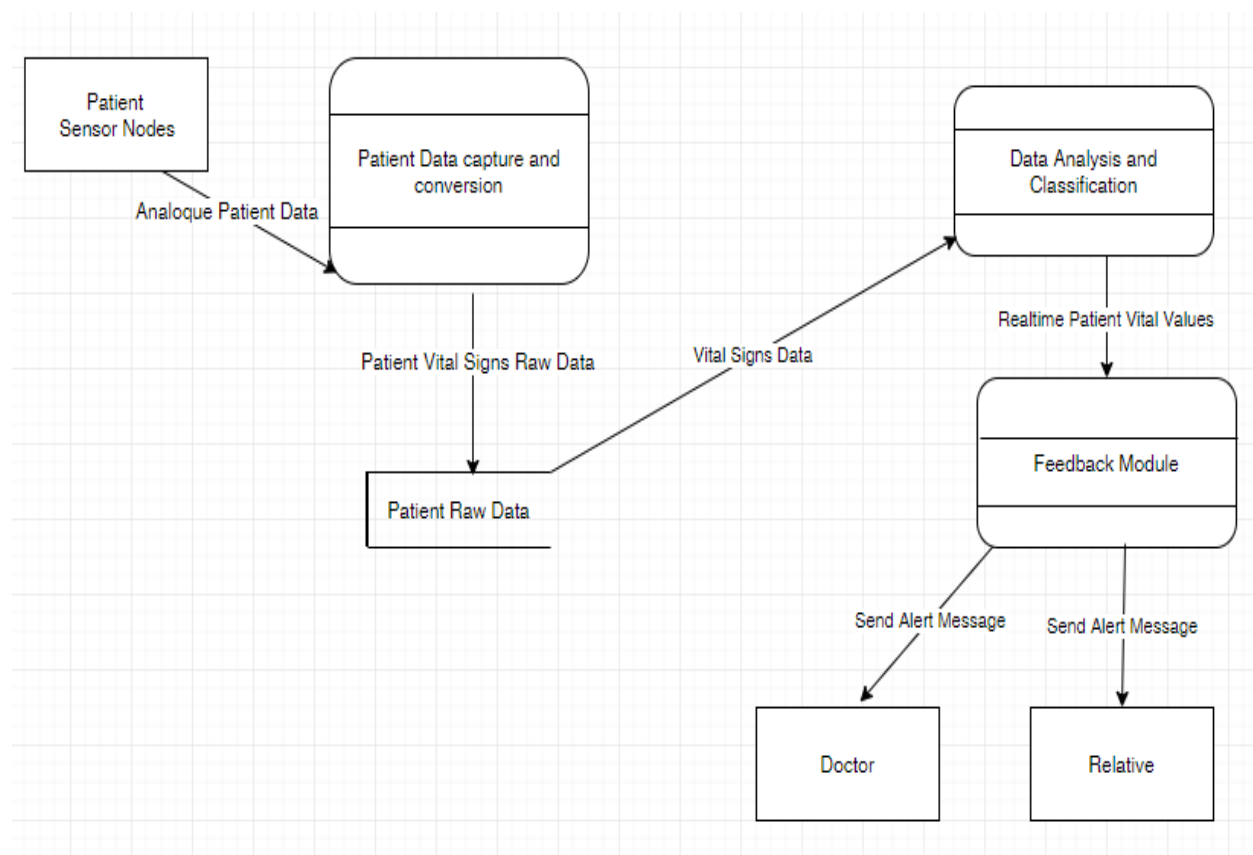 Patient
Sensor Nodes
Patient Data capture and
conversion
Data Analysis and
Classification
Analoque Patient Data
Realtime Patient Vital Values
Patient Vital Signs Raw Data
Vital Signs Data
Feedback Module
Patient Raw Data
Send Alert Message
Send Alert Message
Doctor
Relative